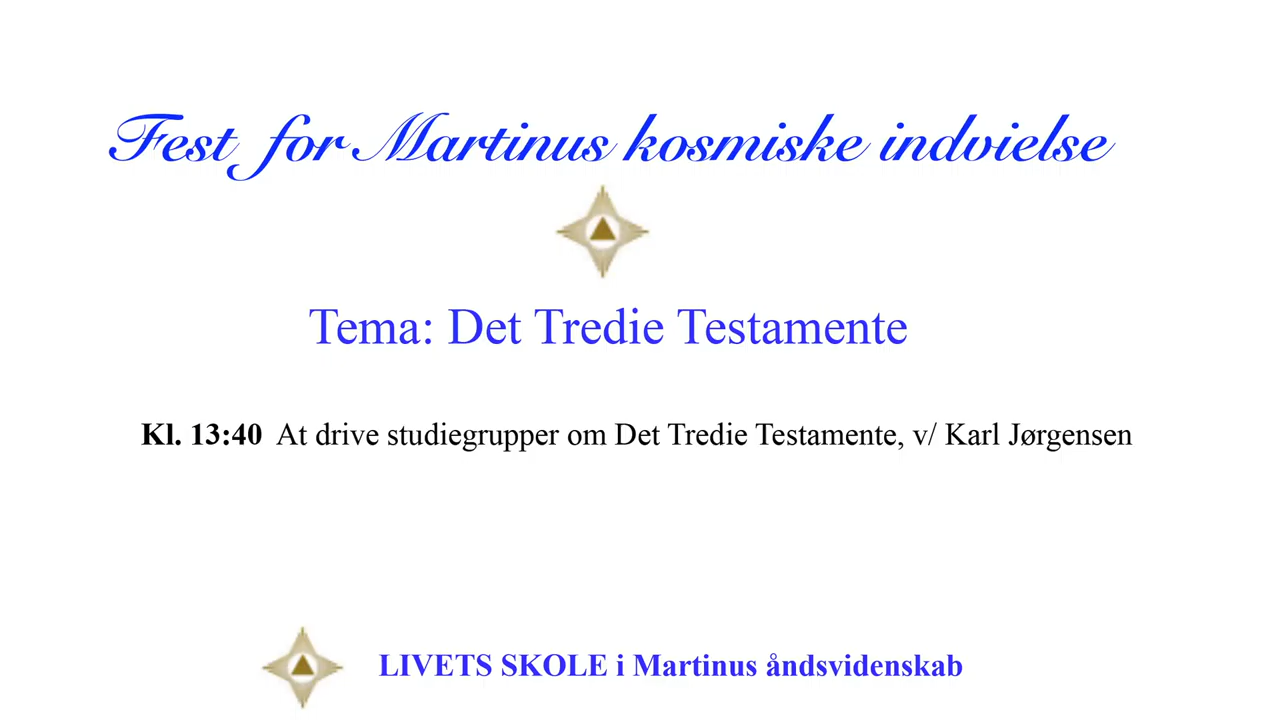 Fest for Martinus kosmiske indvielse
Tema: Det Tredie Testamente
Kl. 13:40 At drive studiegrupper om Det Tredie Testamente, v/ Karl Jørgensen
LIVETS SKOLE i Martinus åndsvidenskab